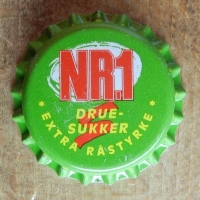 NR.1
DRUE-
SUKKER
* EXTRA RÅSTYRKE *